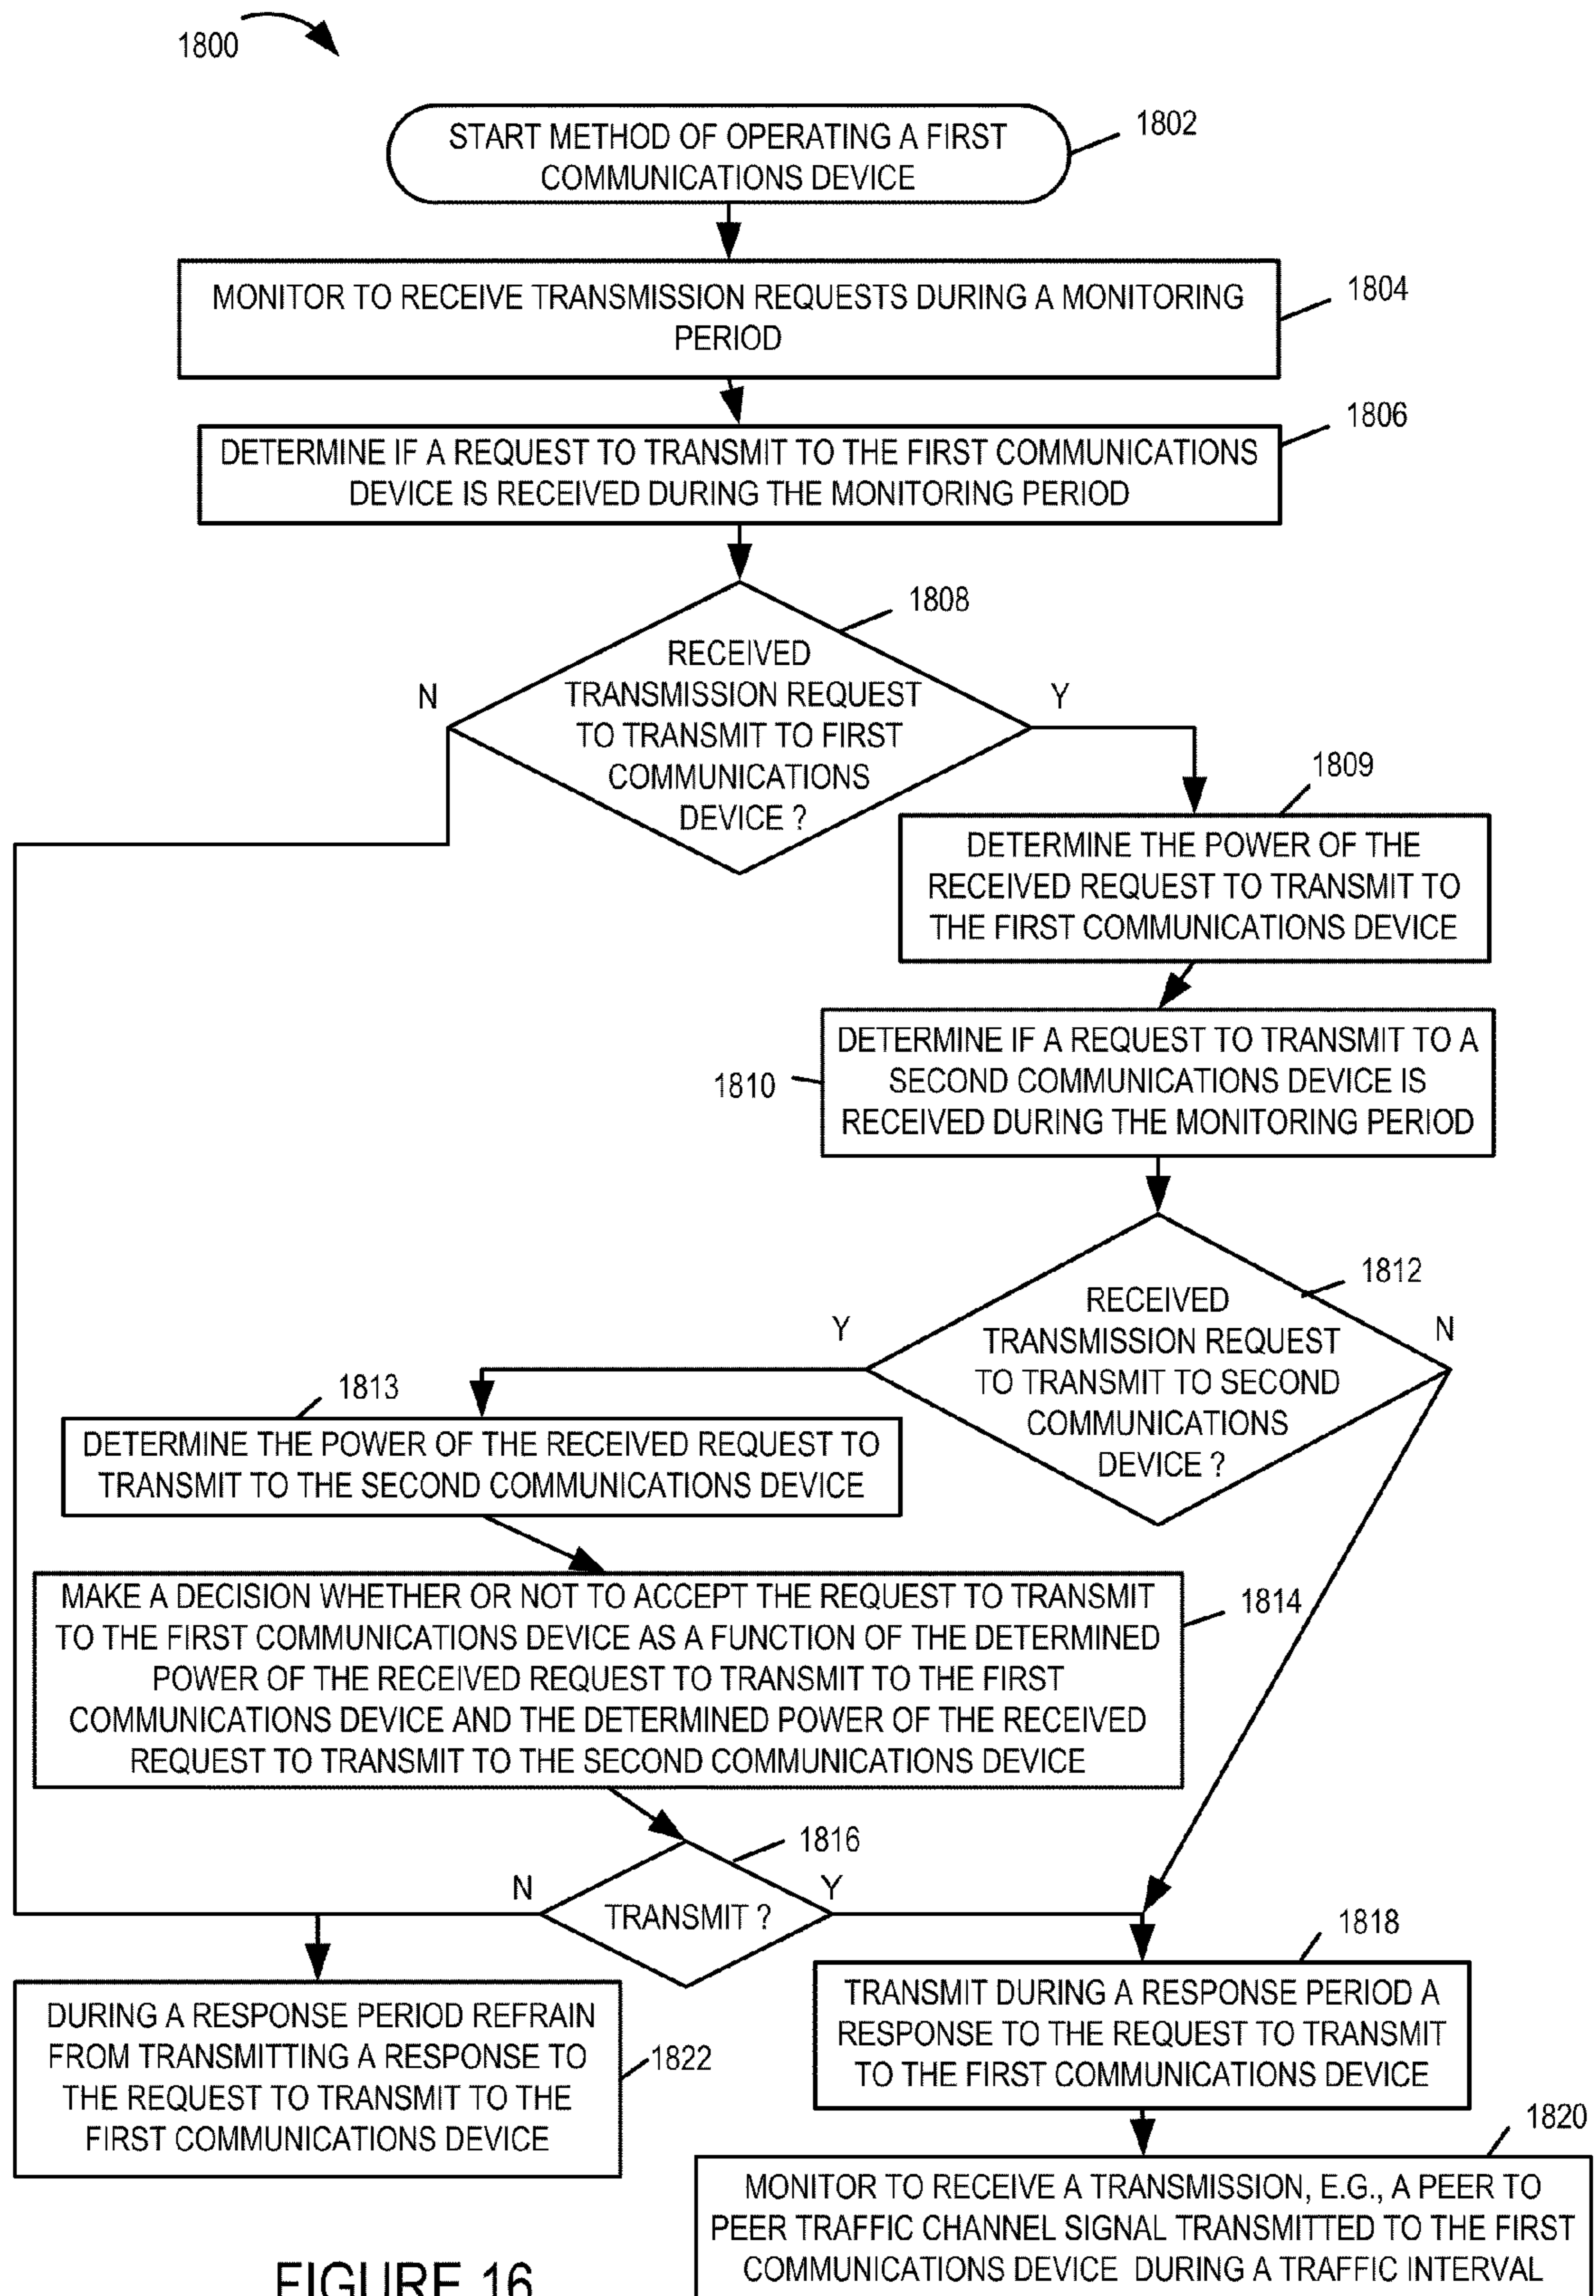 1800
START METHOD OF OPERATING A FIRST
COMMUNICATIONS DEVICE
1802
MONITOR TO RECEIVE TRANSMISSION REQUESTS DURING A MONITORING
PERIOD
1804
DETERMINE IF A REQUEST TO TRANSMIT TO THE FIRST COMMUNICATIONS
DEVICE IS RECEIVED DURING THE MONITORING PERIOD
1806
1808
RECEIVED
TRANSMISSION REQUEST
TO TRANSMIT TO FIRST
COMMUNICATIONS
DEVICE ?
N
Y
1809
DETERMINE THE POWER OF THE
RECEIVED REQUEST TO TRANSMIT TO
THE FIRST COMMUNICATIONS DEVICE
1810
DETERMINE IF A REQUEST TO TRANSMIT TO A
SECOND COMMUNICATIONS DEVICE IS
RECEIVED DURING THE MONITORING PERIOD
1812
RECEIVED
TRANSMISSION REQUEST
TO TRANSMIT TO SECOND
COMMUNICATIONS
DEVICE ?
Y
N
1813
DETERMINE THE POWER OF THE RECEIVED REQUEST TO
TRANSMIT TO THE SECOND COMMUNICATIONS DEVICE
MAKE A DECISION WHETHER OR NOT TO ACCEPT THE REQUEST TO TRANSMIT
TO THE FIRST COMMUNICATIONS DEVICE AS A FUNCTION OF THE DETERMINED
POWER OF THE RECEIVED REQUEST TO TRANSMIT TO THE FIRST
COMMUNICATIONS DEVICE AND THE DETERMINED POWER OF THE RECEIVED
REQUEST TO TRANSMIT TO THE SECOND COMMUNICATIONS DEVICE
1814
1816
N
TRANSMIT ?
Y
DURING A RESPONSE PERIOD REFRAIN
FROM TRANSMITTING A RESPONSE TO
THE REQUEST TO TRANSMIT TO THE
FIRST COMMUNICATIONS DEVICE
1822
1818
TRANSMIT DURING A RESPONSE PERIOD A
RESPONSE TO THE REQUEST TO TRANSMIT
TO THE FIRST COMMUNICATIONS DEVICE
1820
MONITOR TO RECEIVE A TRANSMISSION, E.G., A PEER TO
PEER TRAFFIC CHANNEL SIGNAL TRANSMITTED TO THE FIRST
COMMUNICATIONS DEVICE DURING A TRAFFIC INTERVAL
FIGURE 16